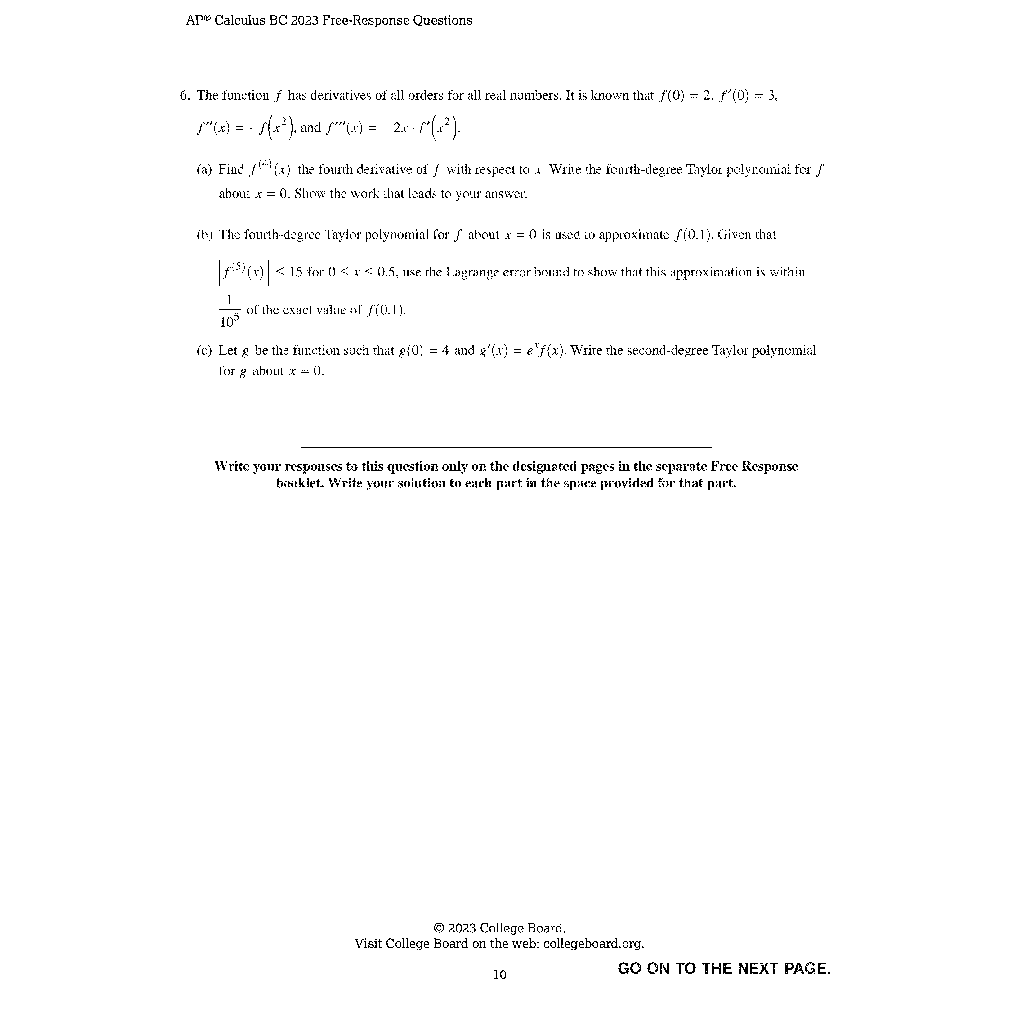 AP® Calculus BC 2023 Free-Response Questions
6. The function f has derivatives of all orders for all real numbers. It is known that f(0) = 2, f′(0) = 3,
f″(x) = -f(x²), and f‴(x) = -2x · f′(x²).
(a) Find f⁽⁴⁾(x), the fourth derivative of f with respect to x. Write the fourth-degree Taylor polynomial for f
about x = 0. Show the work that leads to your answer.
(b) The fourth-degree Taylor polynomial for f about x = 0 is used to approximate f(0.1). Given that
|f⁽⁵⁾(x)| ≤ 15 for 0 ≤ x ≤ 0.5, use the Lagrange error bound to show that this approximation is within
1/10⁵ of the exact value of f(0.1).
(c) Let g be the function such that g(0) = 4 and g′(x) = eˣf(x). Write the second-degree Taylor polynomial
for g about x = 0.
Write your responses to this question only on the designated pages in the separate Free Response
booklet. Write your solution to each part in the space provided for that part.
© 2023 College Board.
Visit College Board on the web: collegeboard.org.
10
GO ON TO THE NEXT PAGE.